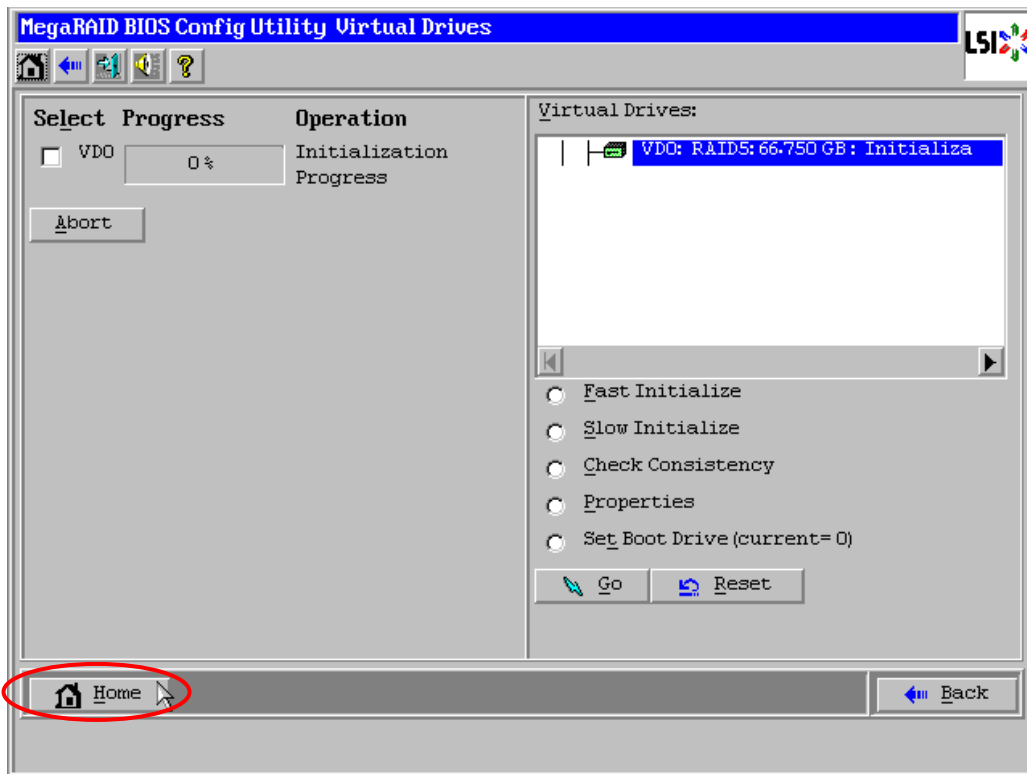 MegaRAID BIOS Config Utility Virtual Drives
LSI
Select Progress Operation
VD0 0 % Initialization
Progress
Abort
Virtual Drives:
VD0: RAID5: 66.750 GB: Initializa
Fast Initialize
Slow Initialize
Check Consistency
Properties
Set Boot Drive (current= 0)
Go Reset
Home Back